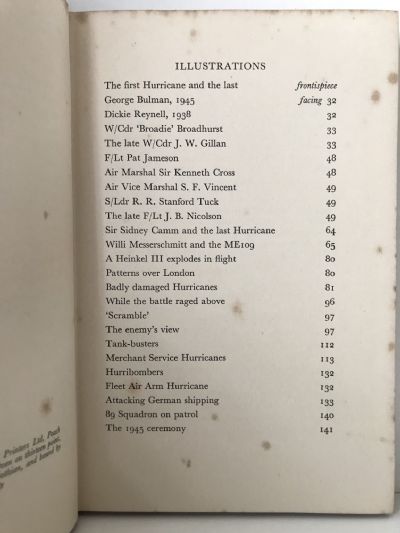 ILLUSTRATIONS
The first Hurricane and the last frontispiece
George Bulman, 1945 facing 32
Dickie Reynell, 1938 32
W/Cdr 'Broadie' Broadhurst 33
The late W/Cdr J. W. Gillan 33
F/Lt Pat Jameson 48
Air Marshal Sir Kenneth Cross 48
Air Vice Marshal S. F. Vincent 49
S/Ldr R. R. Stanford Tuck 49
The late F/Lt J. B. Nicolson 49
Sir Sidney Camm and the last Hurricane 64
Willi Messerschmitt and the ME109 65
A Heinkel III explodes in flight 80
Patterns over London 80
Badly damaged Hurricanes 81
While the battle raged above 96
'Scramble' 97
The enemy's view 97
Tank-busters 112
Merchant Service Hurricanes 113
Hurribombers 132
Fleet Air Arm Hurricane 132
Attacking German shipping 133
89 Squadron on patrol 140
The 1945 ceremony 141
Printers Ltd,
on thirteen point,
and bound by